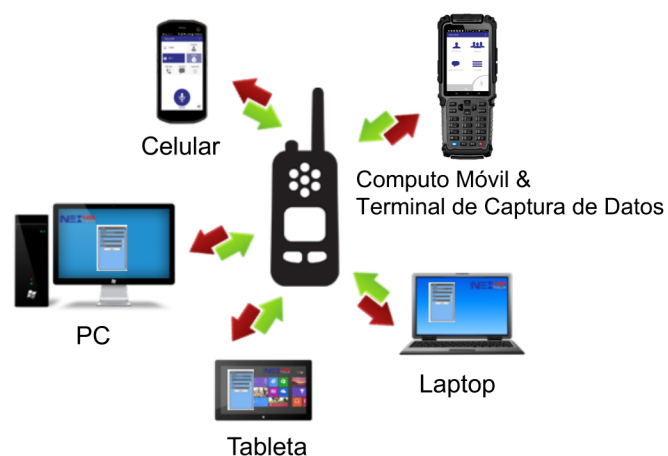 Celular
Computo Móvil &
Terminal de Captura de Datos
PC
Laptop
Tableta